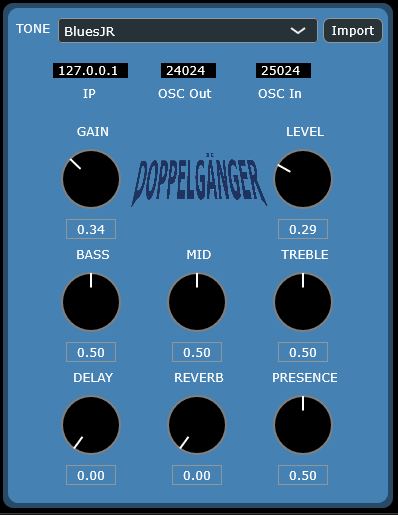 TONE BluesJR Import
127.0.0.1 24024 25024
IP OSC Out OSC In
GAIN LEVEL
DOPPELGÄNGER
0.34 0.29
BASS MID TREBLE
0.50 0.50 0.50
DELAY REVERB PRESENCE
0.00 0.00 0.50